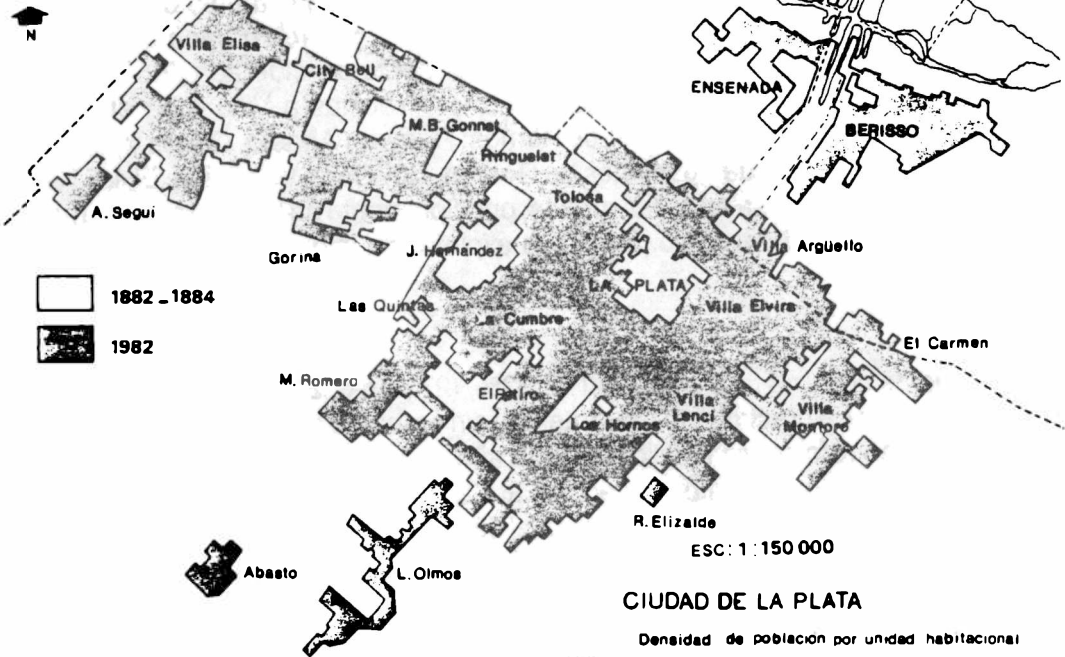 N
Villa Elisa
City Bell
ENSENADA
M.B. Gonnet
BERISSO
Ringuelet
Tolosa
A. Segui
Villa Argüello
Gorina
J. Hernández
LA PLATA
1882 - 1884
Las Quintas
Villa Elvira
La Cumbre
1982
El Carmen
M. Romero
El Retiro
Villa
Lenci
Villa
Montoro
Los Hornos
R. Elizalde
ESC: 1:150 000
Abasto
L. Olmos
CIUDAD DE LA PLATA
Densidad de población por unidad habitacional